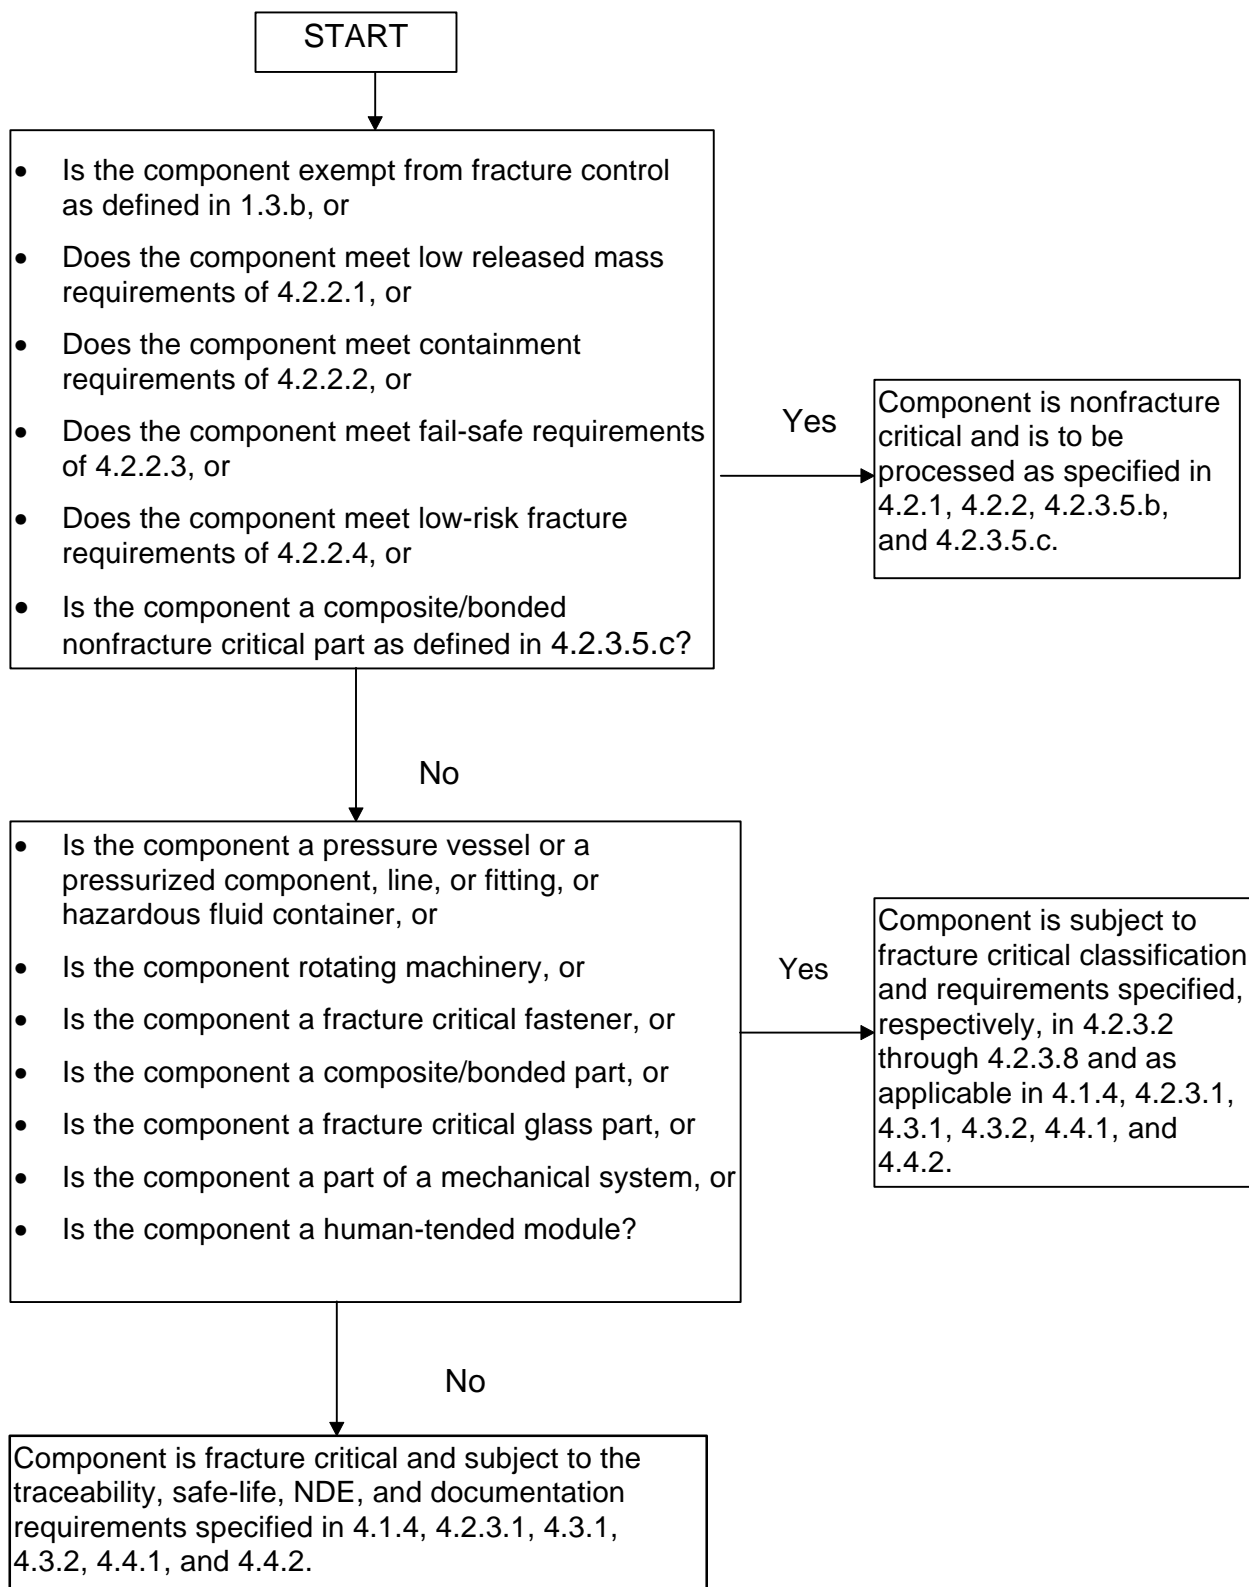 START
• Is the component exempt from fracture control
as defined in 1.3.b, or
• Does the component meet low released mass
requirements of 4.2.2.1, or
• Does the component meet containment
requirements of 4.2.2.2, or
• Does the component meet fail-safe requirements
of 4.2.2.3, or
• Does the component meet low-risk fracture
requirements of 4.2.2.4, or
• Is the component a composite/bonded
nonfracture critical part as defined in 4.2.3.5.c?
Yes
Component is nonfracture
critical and is to be
processed as specified in
4.2.1, 4.2.2, 4.2.3.5.b,
and 4.2.3.5.c.
No
• Is the component a pressure vessel or a
pressurized component, line, or fitting, or
hazardous fluid container, or
• Is the component rotating machinery, or
• Is the component a fracture critical fastener, or
• Is the component a composite/bonded part, or
• Is the component a fracture critical glass part, or
• Is the component a part of a mechanical system, or
• Is the component a human-tended module?
Yes
Component is subject to
fracture critical classification
and requirements specified,
respectively, in 4.2.3.2
through 4.2.3.8 and as
applicable in 4.1.4, 4.2.3.1,
4.3.1, 4.3.2, 4.4.1, and
4.4.2.
No
Component is fracture critical and subject to the
traceability, safe-life, NDE, and documentation
requirements specified in 4.1.4, 4.2.3.1, 4.3.1,
4.3.2, 4.4.1, and 4.4.2.